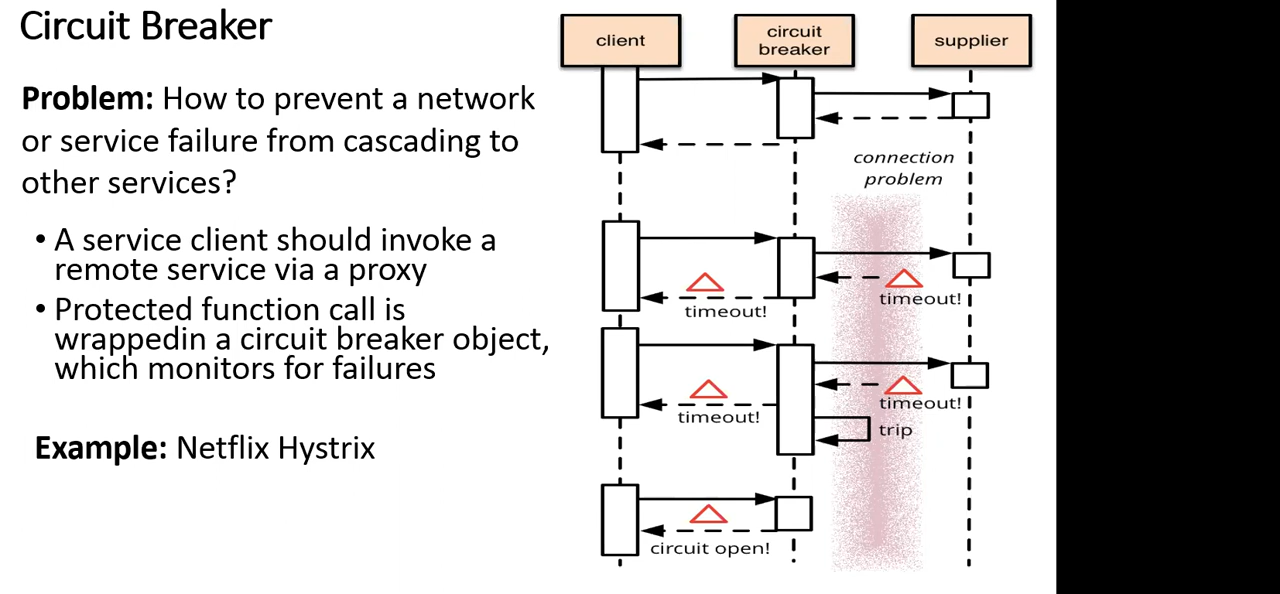 Circuit Breaker
Problem: How to prevent a network
or service failure from cascading to
other services?
• A service client should invoke a
remote service via a proxy
• Protected function call is
wrappedin a circuit breaker object,
which monitors for failures
Example: Netflix Hystrix
client
circuit
breaker
supplier
connection
problem
timeout!
timeout!
timeout!
timeout!
trip
circuit open!